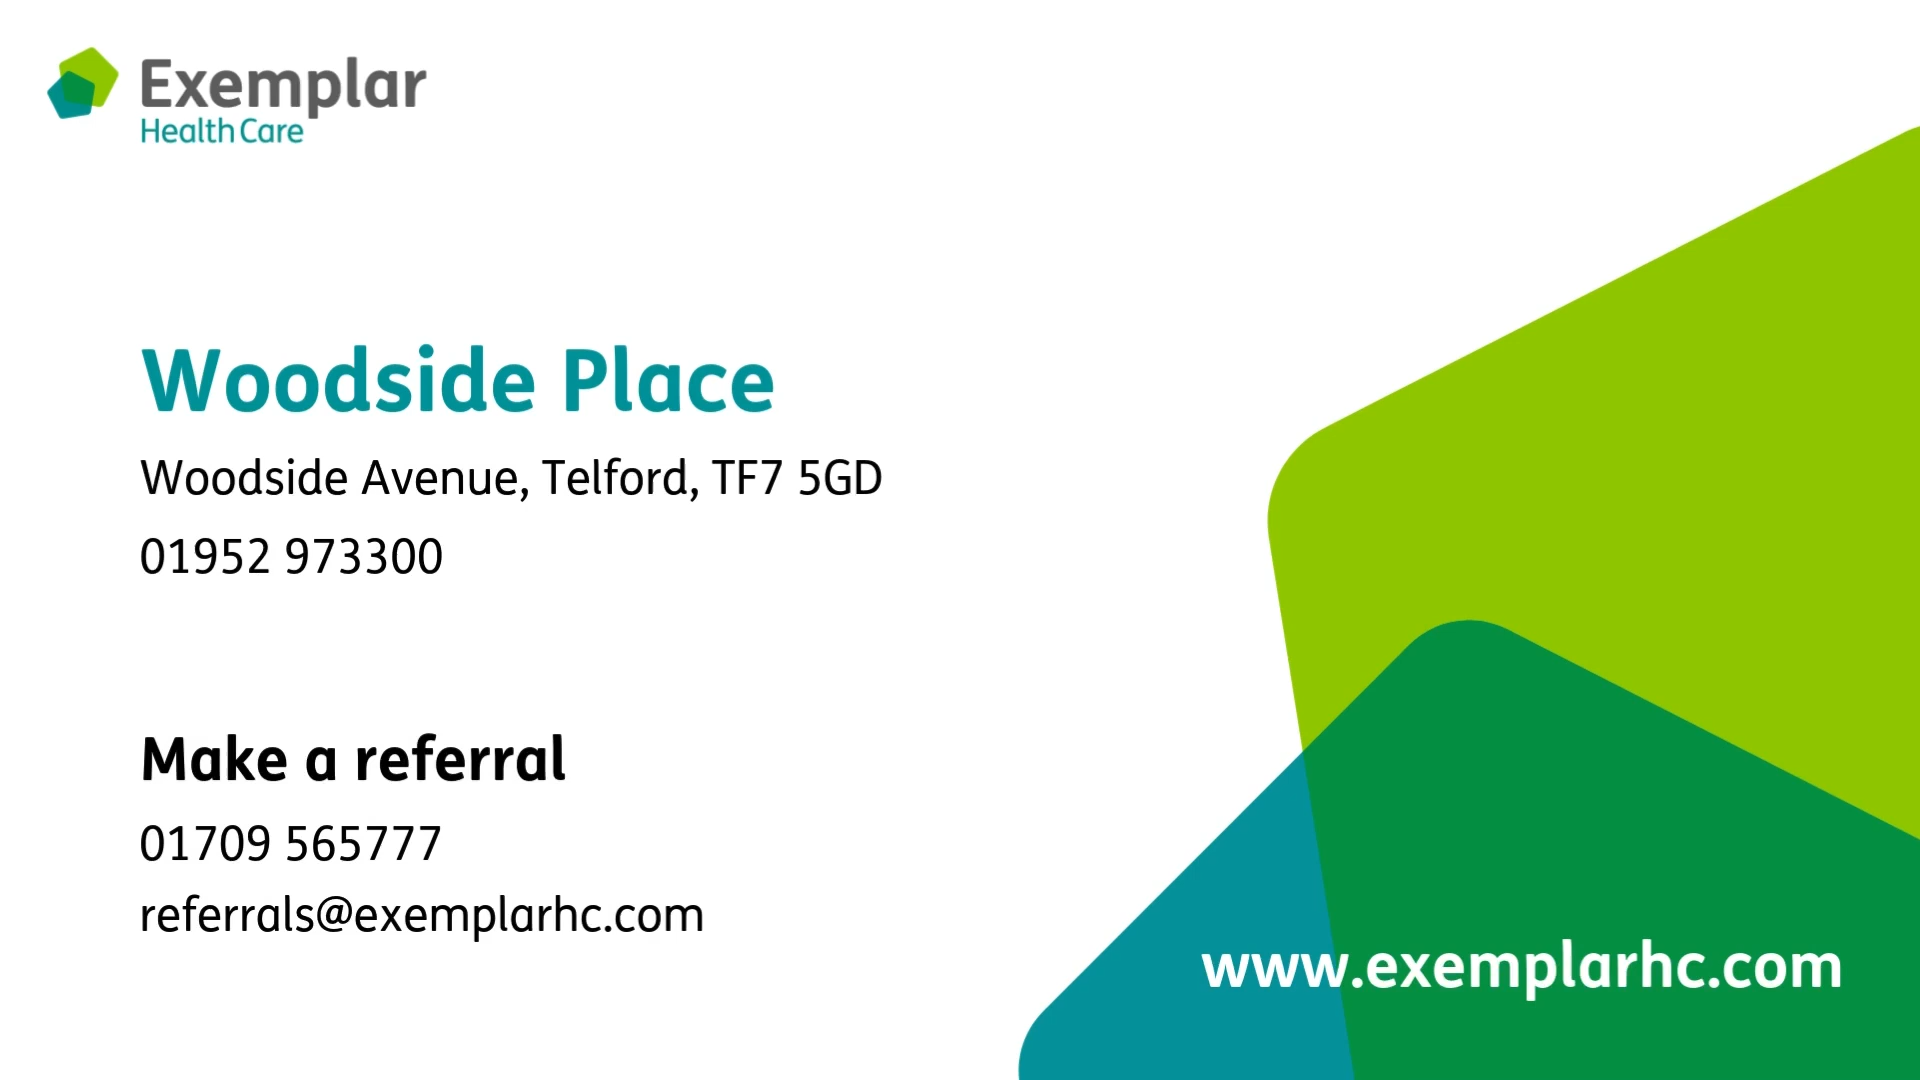 Exemplar
Health Care
Woodside Place
Woodside Avenue, Telford, TF7 5GD
01952 973300
Make a referral
01709 565777
referrals@exemplarhc.com
www.exemplarhc.com